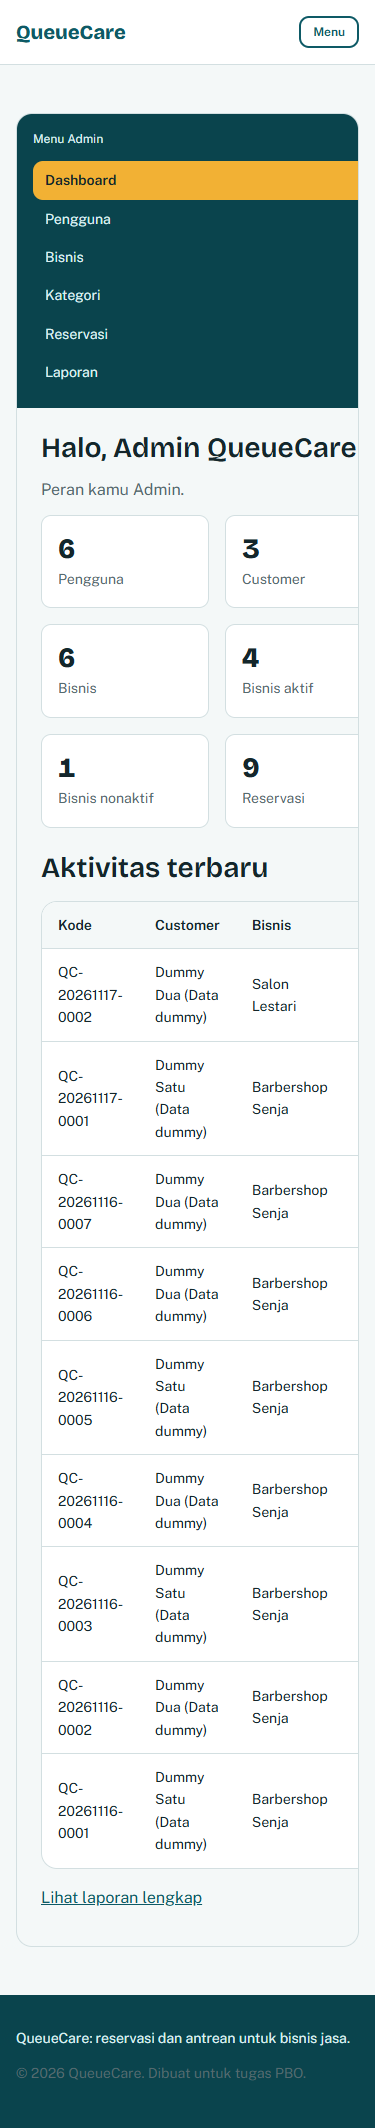 QueueCare
Menu
Menu Admin
Dashboard
Pengguna
Bisnis
Kategori
Reservasi
Laporan
Halo, Admin QueueCare
Peran kamu Admin.
6
Pengguna
3
Customer
6
Bisnis
4
Bisnis aktif
1
Bisnis nonaktif
9
Reservasi
Aktivitas terbaru
Kode Customer Bisnis
QC-
20261117-
0002
Dummy
Dua (Data
dummy)
Salon
Lestari
QC-
20261117-
0001
Dummy
Satu
(Data
dummy)
Barbershop
Senja
QC-
20261116-
0007
Dummy
Dua (Data
dummy)
Barbershop
Senja
QC-
20261116-
0006
Dummy
Dua (Data
dummy)
Barbershop
Senja
QC-
20261116-
0005
Dummy
Satu
(Data
dummy)
Barbershop
Senja
QC-
20261116-
0004
Dummy
Dua (Data
dummy)
Barbershop
Senja
QC-
20261116-
0003
Dummy
Satu
(Data
dummy)
Barbershop
Senja
QC-
20261116-
0002
Dummy
Dua (Data
dummy)
Barbershop
Senja
QC-
20261116-
0001
Dummy
Satu
(Data
dummy)
Barbershop
Senja
Lihat laporan lengkap
QueueCare: reservasi dan antrean untuk bisnis jasa.
© 2026 QueueCare. Dibuat untuk tugas PBO.